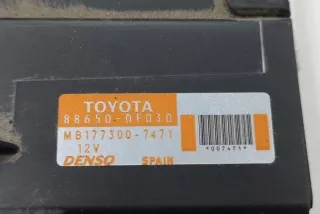 TOYOTA
88650-0F030
MB177300-7471
12V
DENSO SPAIN
*007471*